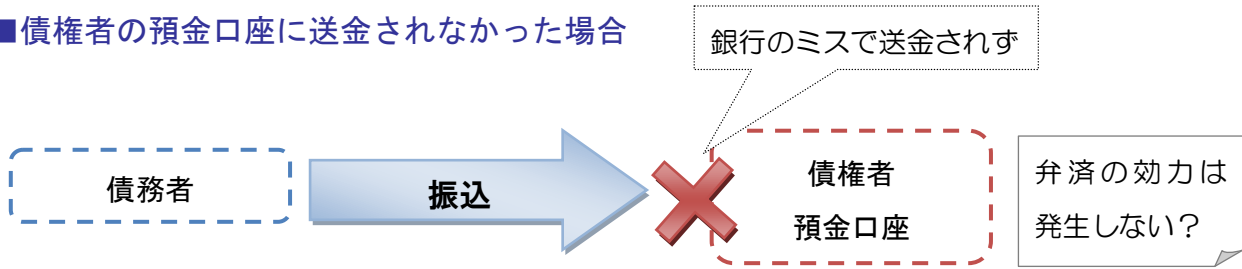 ■債権者の預金口座に送金されなかった場合
銀行のミスで送金されず
債務者
振込
債権者
預金口座
弁済の効力は
発生しない？